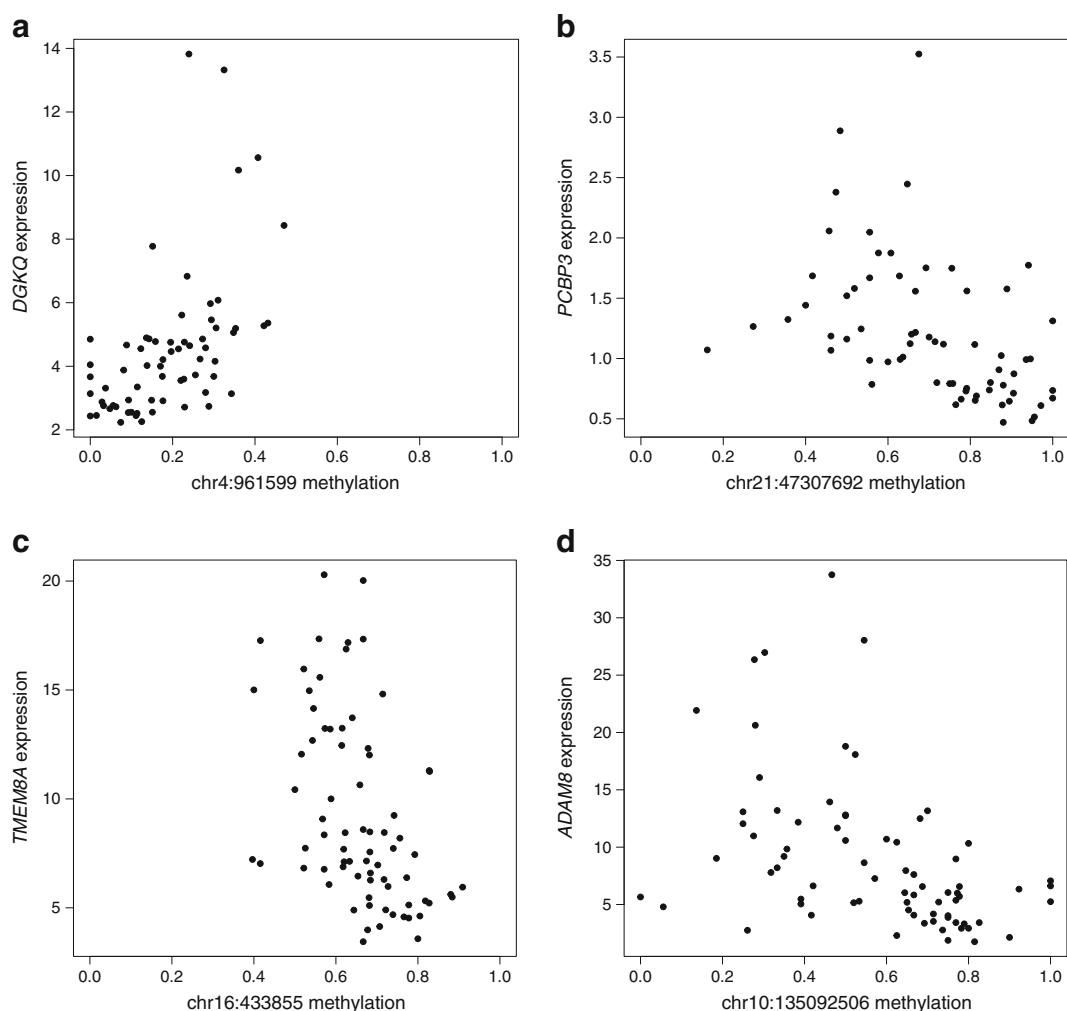 a
14
12
10
8
6
4
2
DGKQ expression
0.0 0.2 0.4 0.6 0.8 1.0
chr4:961599 methylation
b
3.5
3.0
2.5
2.0
1.5
1.0
0.5
PCBP3 expression
0.0 0.2 0.4 0.6 0.8 1.0
chr21:47307692 methylation
c
20
15
10
5
TMEM8A expression
0.0 0.2 0.4 0.6 0.8 1.0
chr16:433855 methylation
d
35
30
25
20
15
10
5
ADAM8 expression
0.0 0.2 0.4 0.6 0.8 1.0
chr10:135092506 methylation